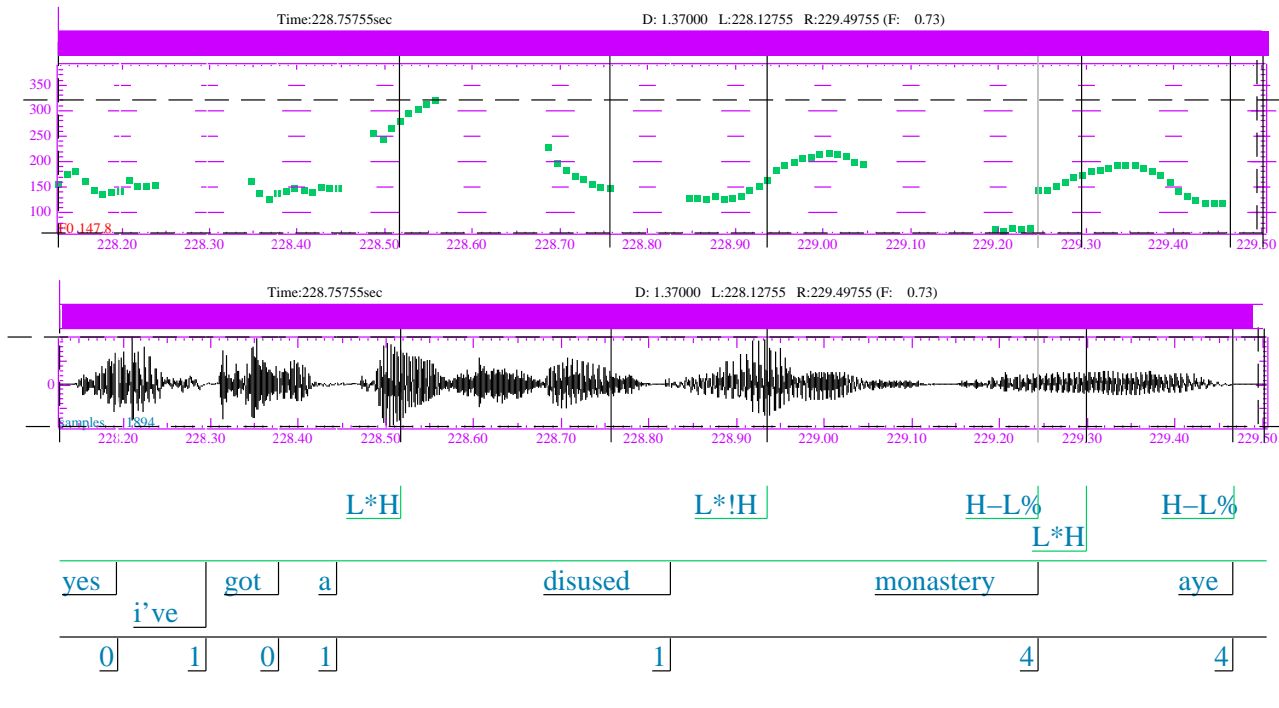 Time:228.75755sec D: 1.37000 L:228.12755 R:229.49755 (F: 0.73)
350
300
250
200
150
100
F0 147.8
228.20 228.30 228.40 228.50 228.60 228.70 228.80 228.90 229.00 229.10 229.20 229.30 229.40 229.50
Time:228.75755sec D: 1.37000 L:228.12755 R:229.49755 (F: 0.73)
0
Samples 1894
228.20 228.30 228.40 228.50 228.60 228.70 228.80 228.90 229.00 229.10 229.20 229.30 229.40 229.50
L*H L*!H H−L% H−L%
L*H
yes got a disused monastery aye
i've
0 1 0 1 1 4 4